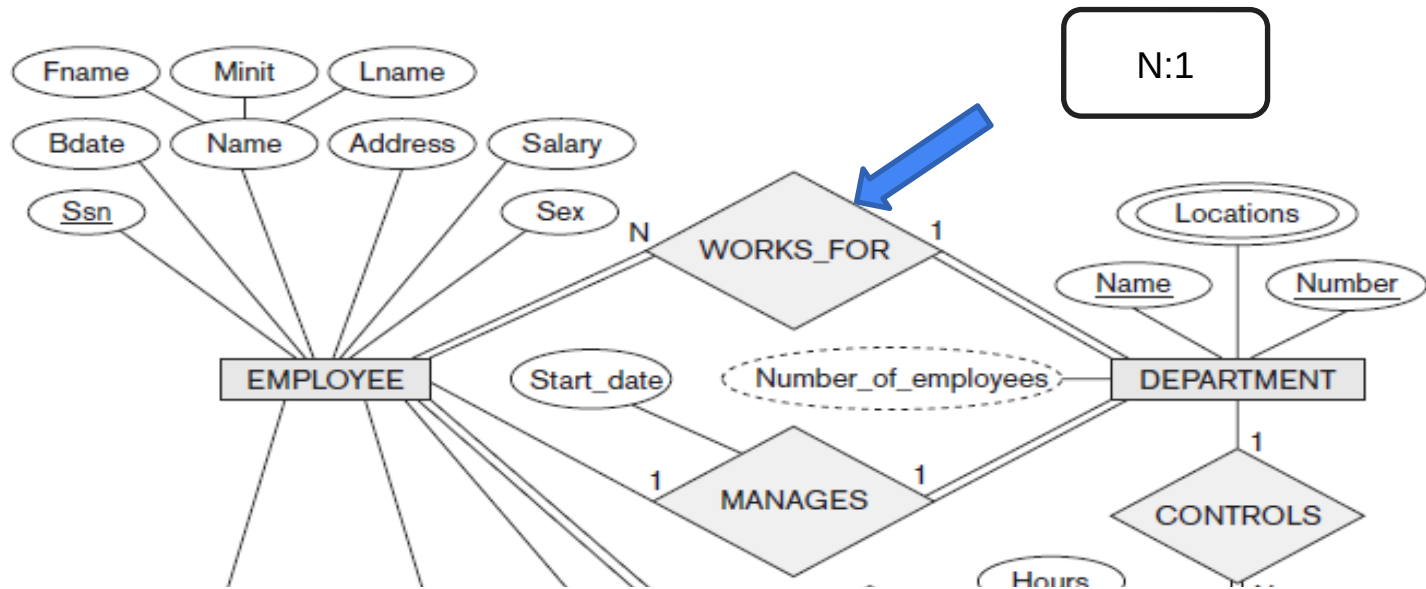 N:1
Fname Minit Lname
Bdate Name Address Salary
Ssn Sex
Locations
N WORKS_FOR 1
Name Number
EMPLOYEE Start_date Number_of_employees DEPARTMENT
1 MANAGES 1
1
CONTROLS
Hours